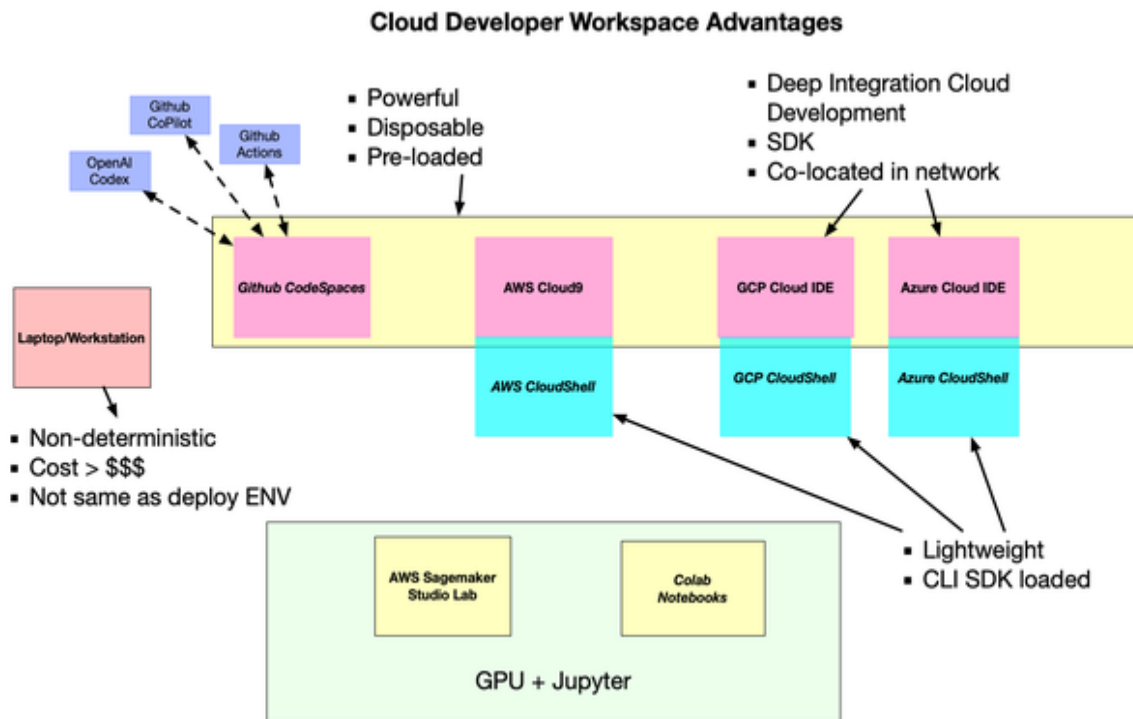 Cloud Developer Workspace Advantages
Github
CoPilot
Github
Actions
OpenAI
Codex
▪ Powerful
▪ Disposable
▪ Pre-loaded
▪ Deep Integration Cloud
Development
▪ SDK
▪ Co-located in network
Github CodeSpaces
AWS Cloud9
GCP Cloud IDE
Azure Cloud IDE
Laptop/Workstation
AWS CloudShell
GCP CloudShell
Azure CloudShell
▪ Non-deterministic
▪ Cost > $$$
▪ Not same as deploy ENV
▪ Lightweight
▪ CLI SDK loaded
AWS Sagemaker
Studio Lab
Colab
Notebooks
GPU + Jupyter